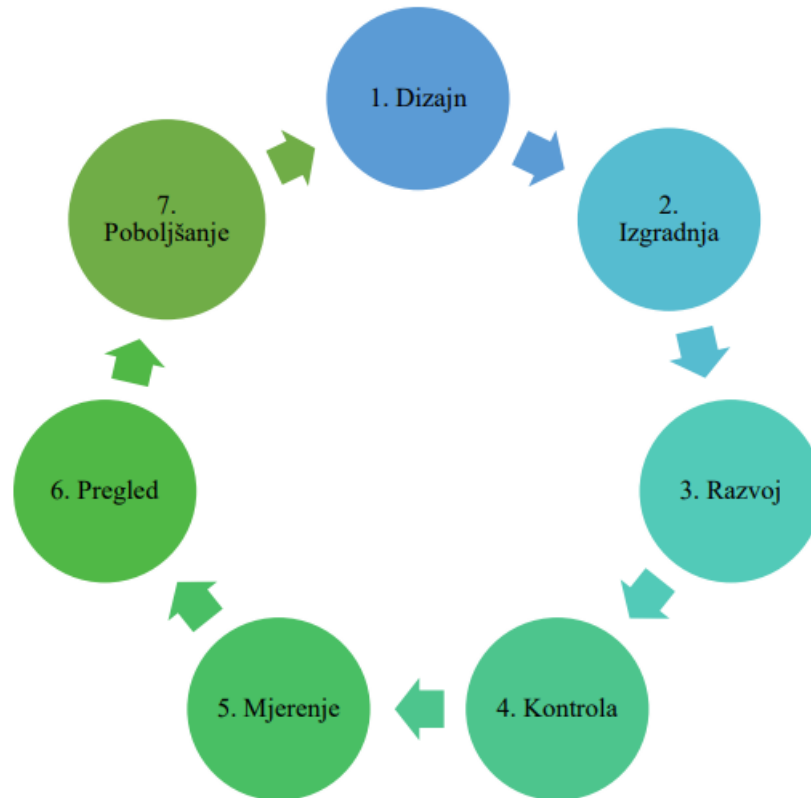 1. Dizajn
2.
Izgradnja
3. Razvoj
4. Kontrola
5. Mjerenje
6. Pregled
7.
Poboljšanje